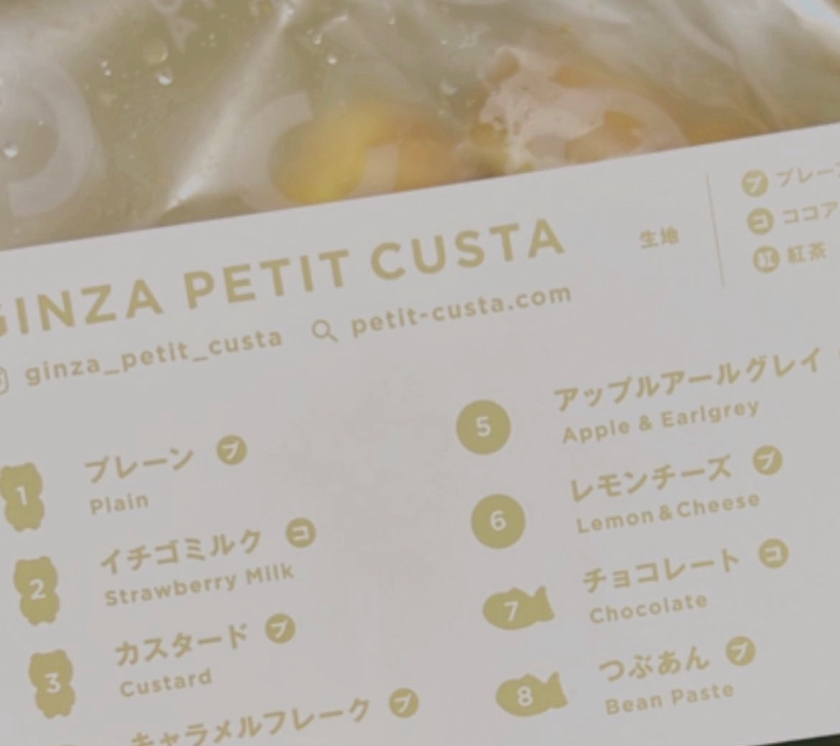 GINZA PETIT CUSTA
ginza_petit_custa petit-custa.com
生地
プ プレーン
コ ココア
紅 紅茶
1 プレーン プ
Plain
2 イチゴミルク コ
Strawberry Milk
3 カスタード プ
Custard
キャラメルフレーク プ
5 アップルアールグレイ
Apple & Earlgrey
6 レモンチーズ プ
Lemon & Cheese
7 チョコレート コ
Chocolate
8 つぶあん プ
Bean Paste